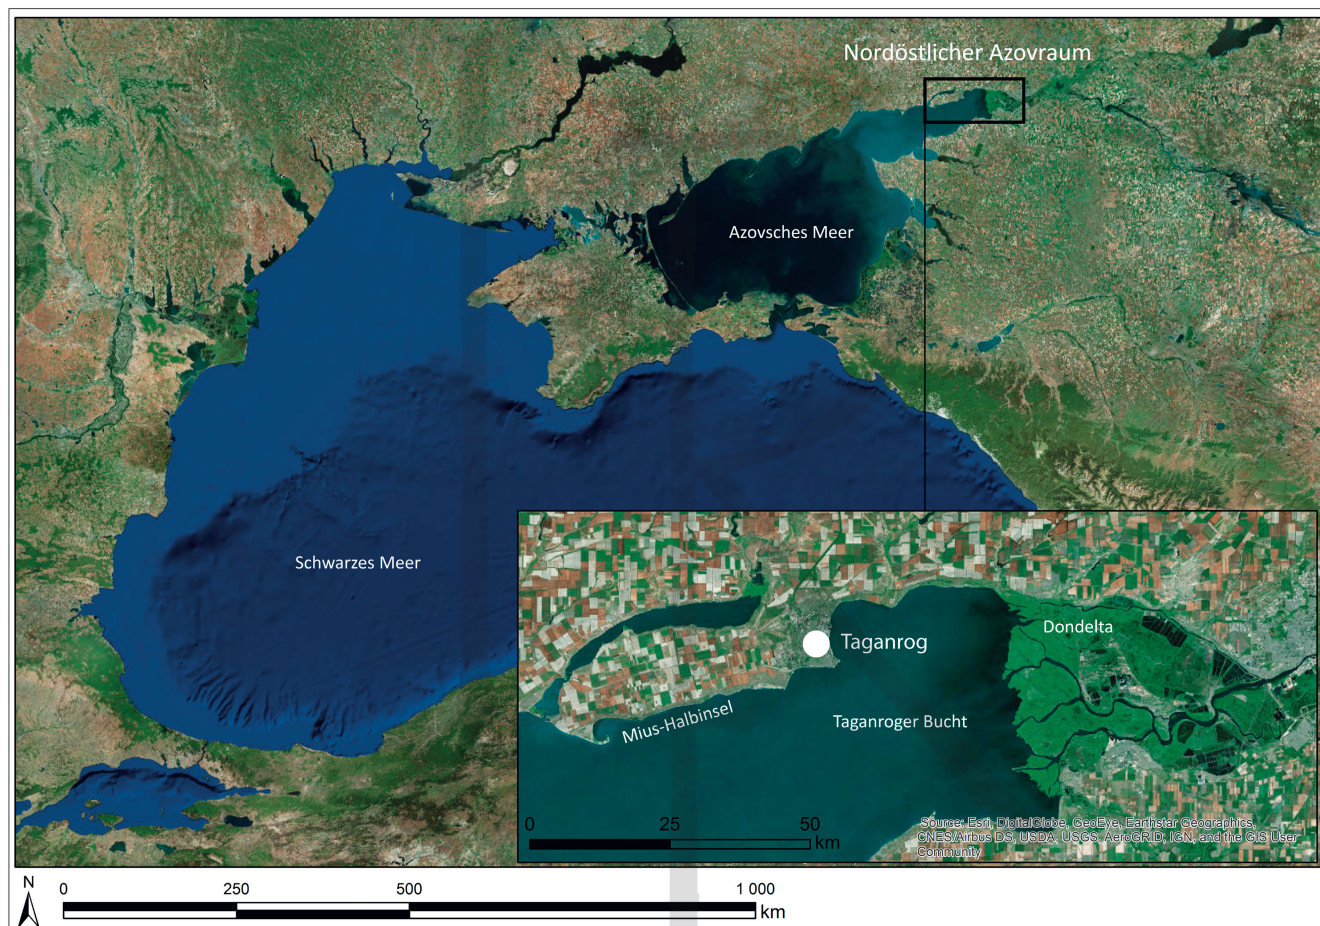 Nordöstlicher Azovraum
Azovsches Meer
Schwarzes Meer
Dondelta
Taganrog
Mius-Halbinsel
Taganroger Bucht
0 25 50
km
Source: Esri, DigitalGlobe, GeoEye, Earthstar Geographics,
CNES/Airbus DS, USDA, USGS, AeroGRID, IGN, and the GIS User
Community
N
0 250 500 1 000
km